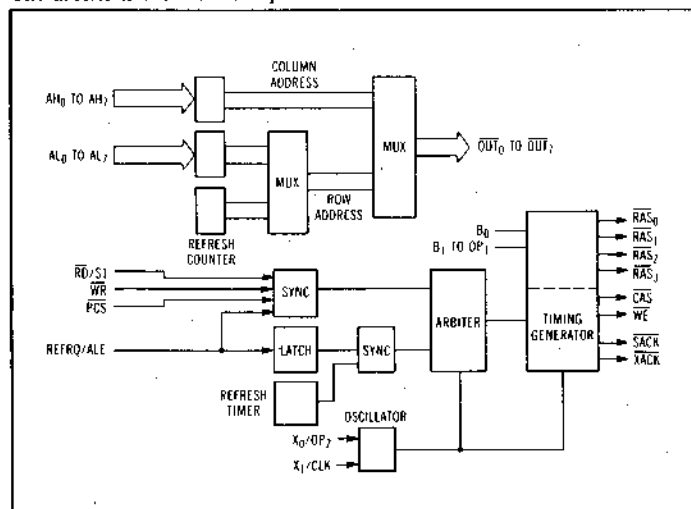 COLUMN
ADDRESS
AH₀ TO AH₇
MUX
OUT₀ TO OUT₇
AL₀ TO AL₇
MUX
ROW
ADDRESS
REFRESH
COUNTER
B₀
B₁ TO OP₁
RAS₀
RAS₁
RAS₂
RAS₃
RD/S1
WR
PCS
SYNC
ARBITER
TIMING
GENERATOR
CAS
WE
SACK
XACK
REFRQ/ALE
LATCH
SYNC
REFRESH
TIMER
OSCILLATOR
X₀/OP₂
X₁/CLK